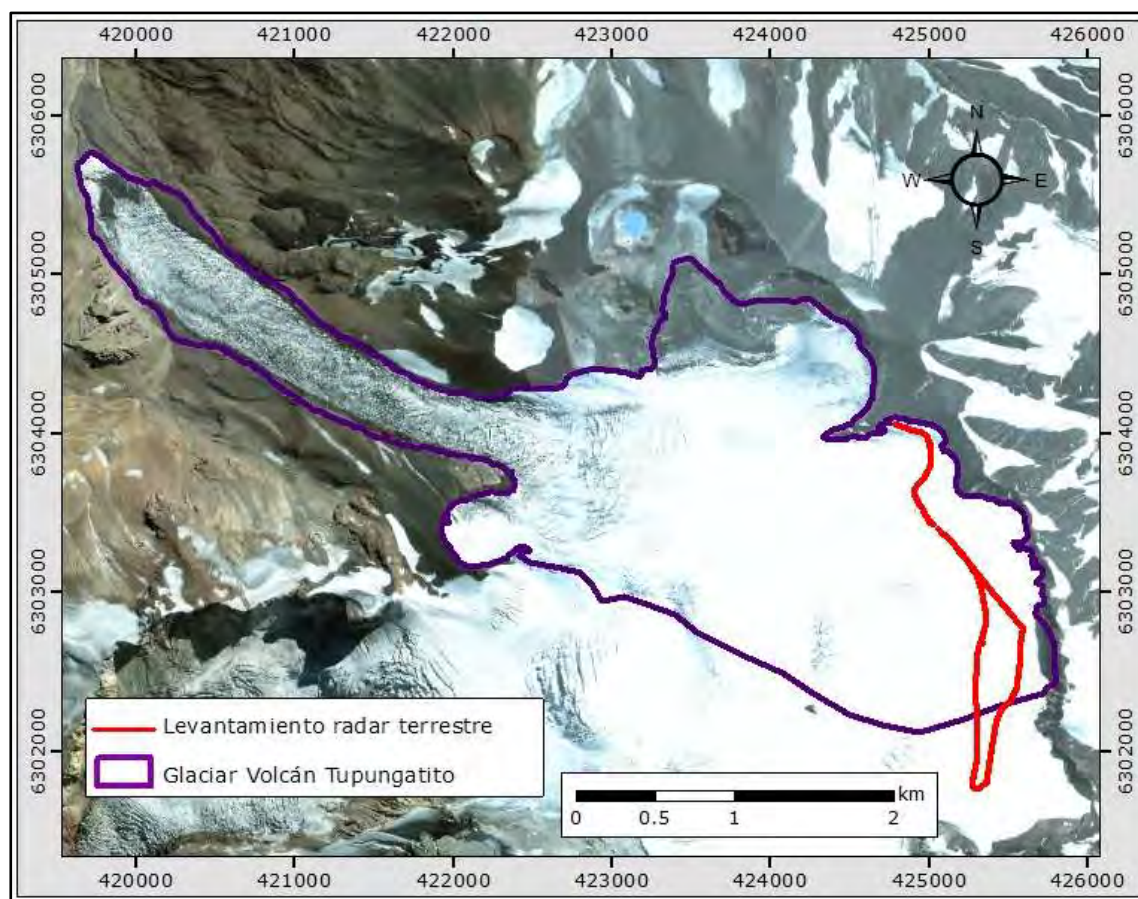 420000 421000 422000 423000 424000 425000 426000
6306000 6306000
N
W E
S
6305000 6305000
6304000 6304000
6303000 6303000
6302000 6302000
Levantamiento radar terrestre
Glaciar Volcán Tupungatito
km
0 0.5 1 2
420000 421000 422000 423000 424000 425000 426000